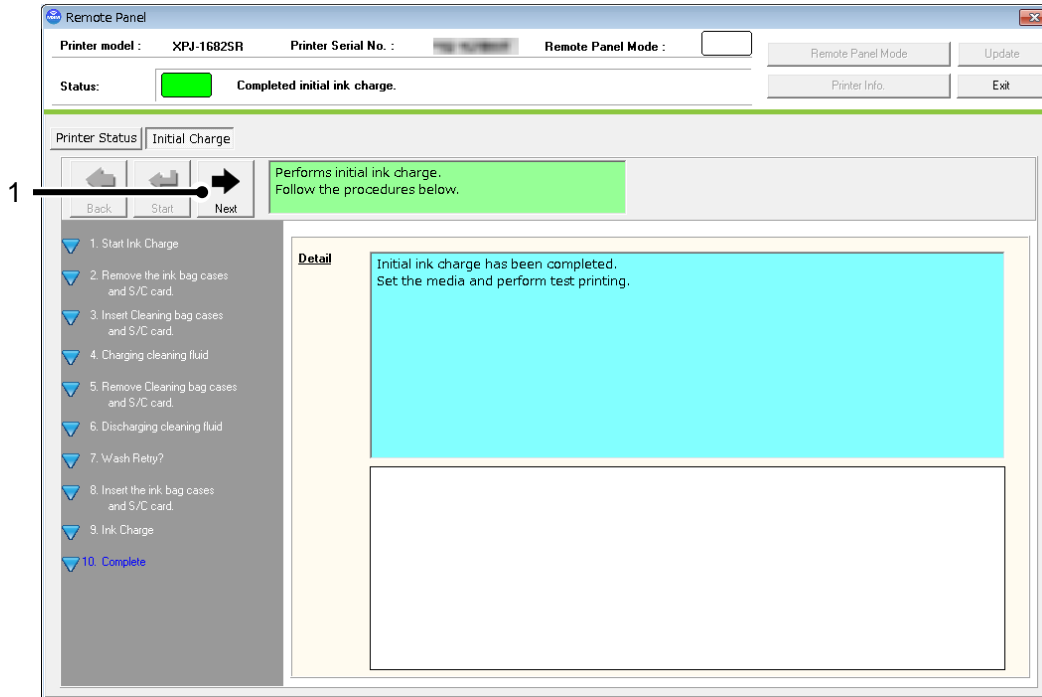 Remote Panel
Printer model : XPJ-1682SR Printer Serial No. : Remote Panel Mode :
Remote Panel Mode Update
Status: Completed initial ink charge.
Printer Info. Exit
Printer Status Initial Charge
1
Back Start Next
Performs initial ink charge.
Follow the procedures below.
1. Start Ink Charge
2. Remove the ink bag cases
and S/C card.
3. Insert Cleaning bag cases
and S/C card.
4. Charging cleaning fluid
5. Remove Cleaning bag cases
and S/C card.
6. Discharging cleaning fluid
7. Wash Retry?
8. Insert the ink bag cases
and S/C card.
9. Ink Charge
10. Complete
Detail
Initial ink charge has been completed.
Set the media and perform test printing.